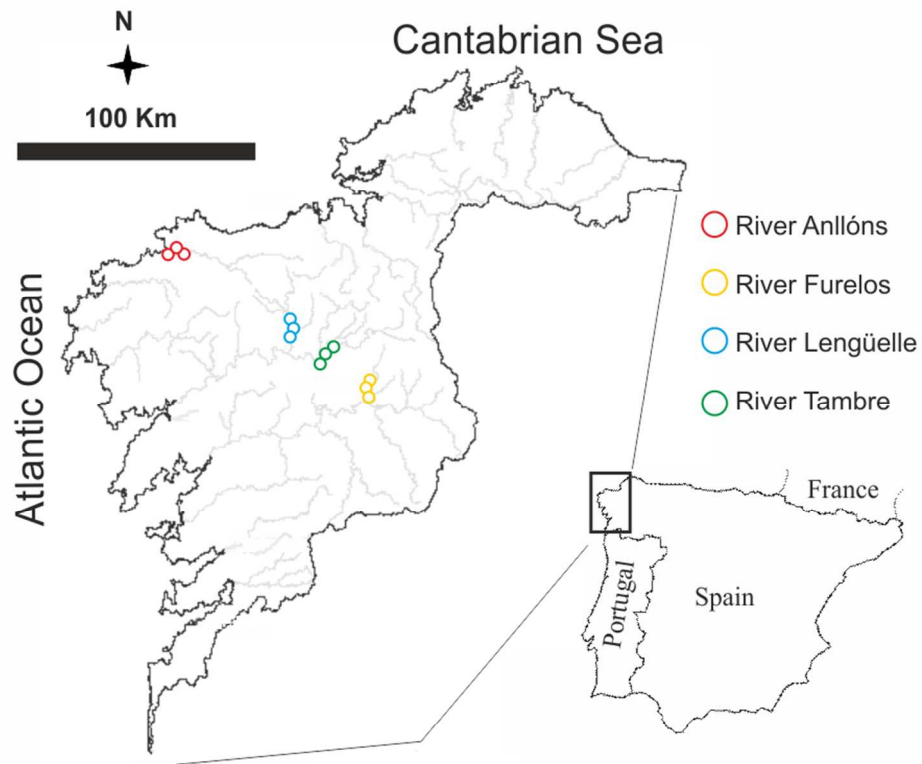 N
Cantabrian Sea
100 Km
Atlantic Ocean
River Anllóns
River Furelos
River Lengüelle
River Tambre
France
Portugal
Spain